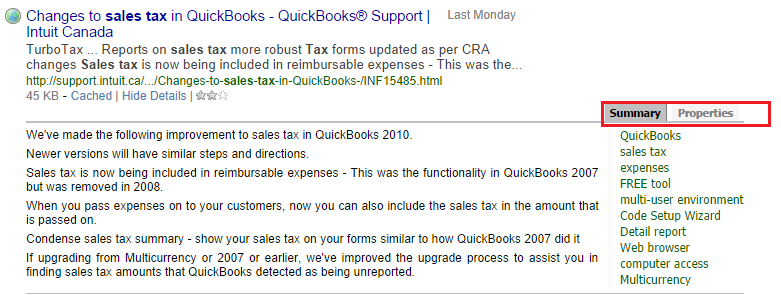 Changes to sales tax in QuickBooks - QuickBooks® Support | Last Monday
Intuit Canada
TurboTax ... Reports on sales tax more robust Tax forms updated as per CRA
changes Sales tax is now being included in reimbursable expenses - This was the...
http://support.intuit.ca/.../Changes-to-sales-tax-in-QuickBooks-/INF15485.html
45 KB - Cached | Hide Details |
Summary Properties
We've made the following improvement to sales tax in QuickBooks 2010.
Newer versions will have similar steps and directions.
Sales tax is now being included in reimbursable expenses - This was the functionality in QuickBooks 2007
but was removed in 2008.
When you pass expenses on to your customers, now you can also include the sales tax in the amount that
is passed on.
Condense sales tax summary - show your sales tax on your forms similar to how QuickBooks 2007 did it
If upgrading from Multicurrency or 2007 or earlier, we've improved the upgrade process to assist you in
finding sales tax amounts that QuickBooks detected as being unreported.
QuickBooks
sales tax
expenses
FREE tool
multi-user environment
Code Setup Wizard
Detail report
Web browser
computer access
Multicurrency